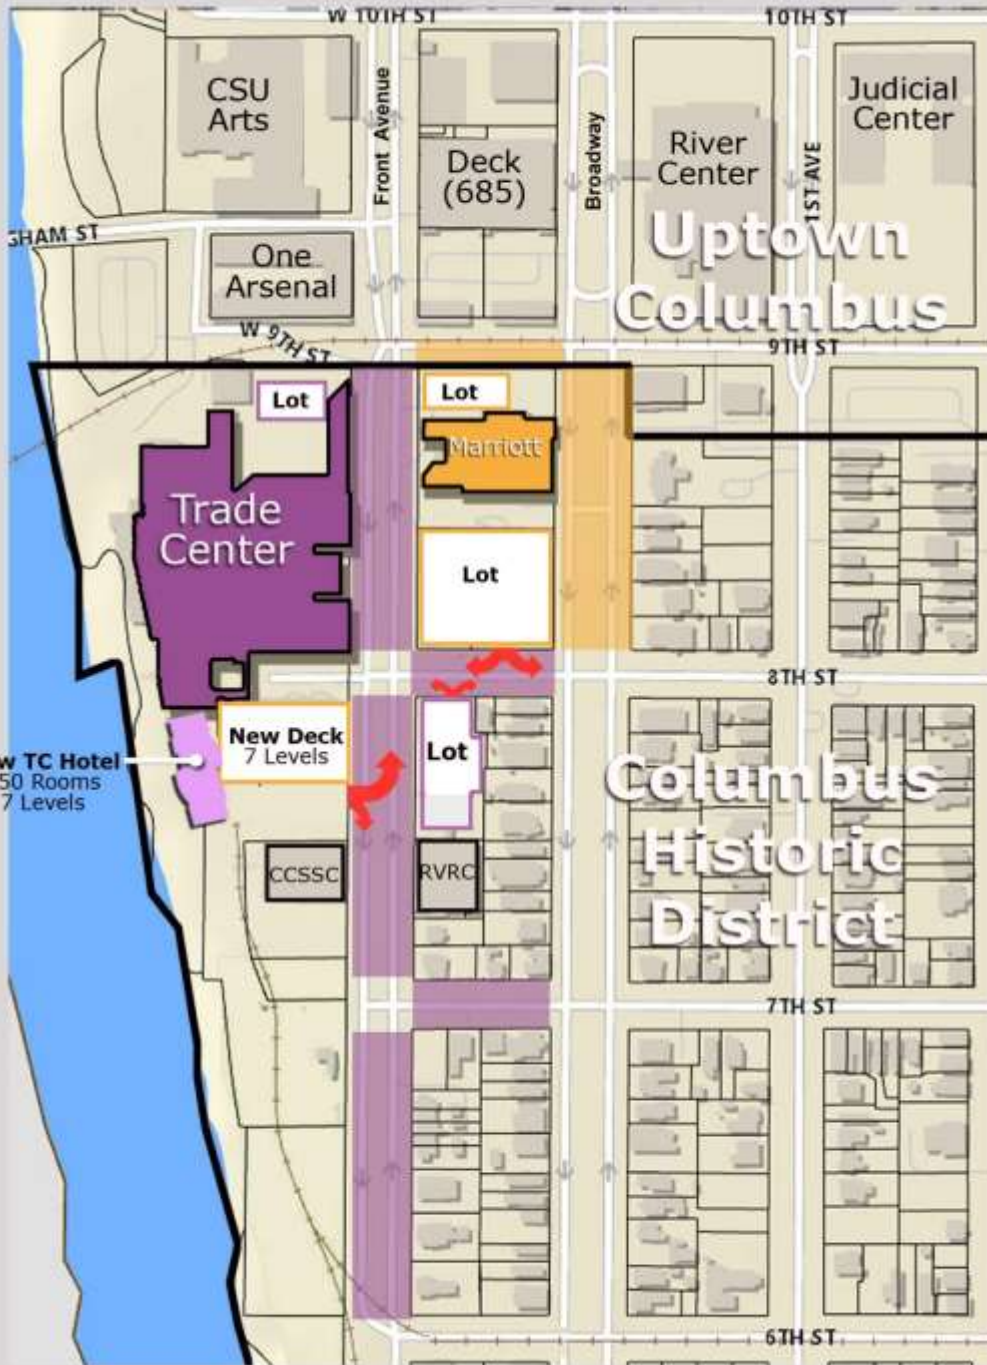 W 10TH ST
10TH ST
CSU
Arts
Front Avenue
Deck
(685)
Broadway
River
Center
1ST AVE
Judicial
Center
GHAM ST
One
Arsenal
Uptown
Columbus
W 9TH ST
9TH ST
Lot
Lot
Marriott
Trade
Center
Lot
8TH ST
New Deck
7 Levels
Lot
w TC Hotel
50 Rooms
7 Levels
Columbus
Historic
District
CCSSC
RVRC
7TH ST
6TH ST